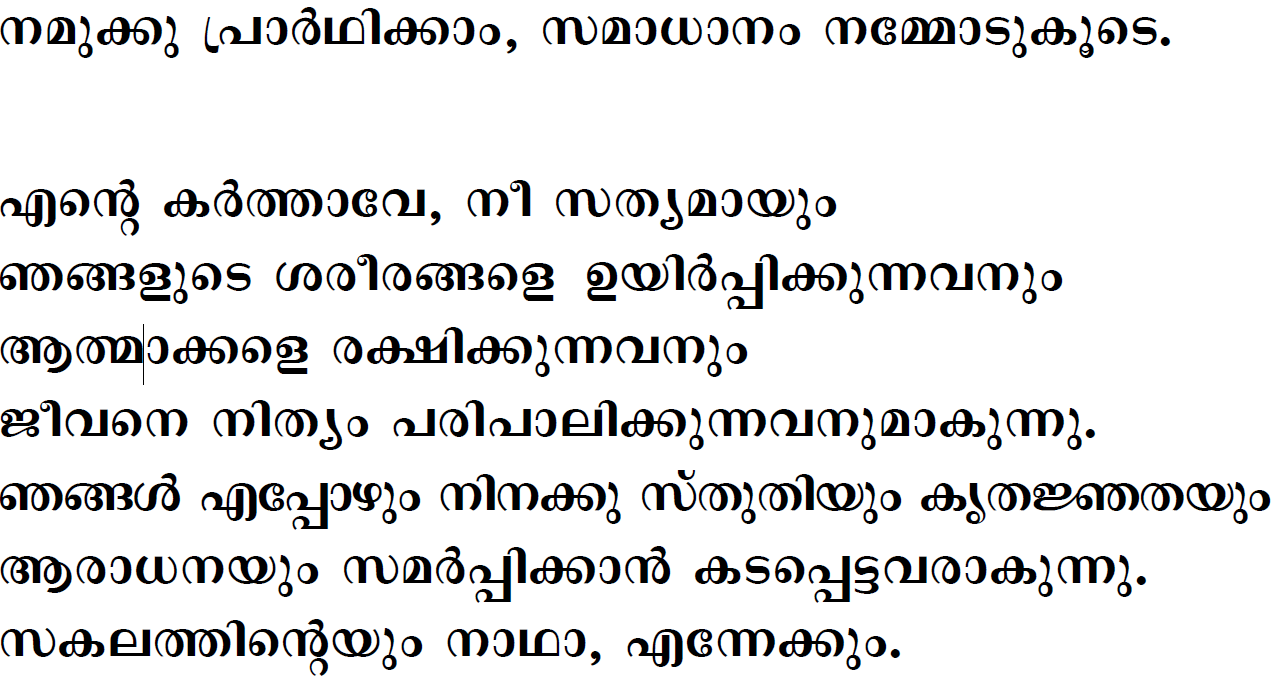 നമുക്കു പ്രാർഥിക്കാം, സമാധാനം നമ്മോടുകൂടെ.
എന്റെ കർത്താവേ, നീ സത്യമായും
ഞങ്ങളുടെ ശരീരങ്ങളെ ഉയിർപ്പിക്കുന്നവനും
ആത്മാക്കളെ രക്ഷിക്കുന്നവനും
ജീവനെ നിത്യം പരിപാലിക്കുന്നവനുമാകുന്നു.
ഞങ്ങൾ എപ്പോഴും നിനക്കു സ്തുതിയും കൃതജ്ഞതയും
ആരാധനയും സമർപ്പിക്കാൻ കടപ്പെട്ടവരാകുന്നു.
സകലത്തിന്റെയും നാഥാ, എന്നേക്കും.